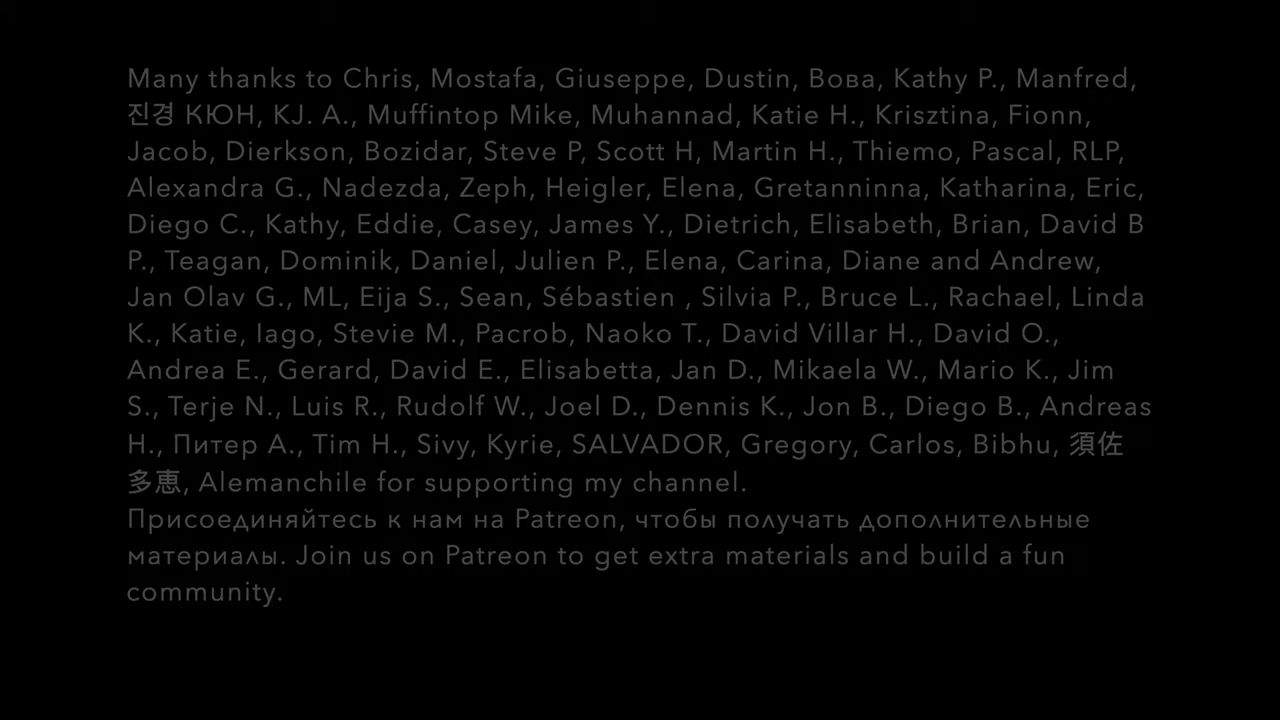 Many thanks to Chris, Mostafa, Giuseppe, Dustin, Вова, Kathy P., Manfred,
진경 КЮН, KJ. A., Muffintop Mike, Muhannad, Katie H., Krisztina, Fionn,
Jacob, Dierkson, Bozidar, Steve P, Scott H, Martin H., Thiemo, Pascal, RLP,
Alexandra G., Nadezda, Zeph, Heigler, Elena, Gretanninna, Katharina, Eric,
Diego C., Kathy, Eddie, Casey, James Y., Dietrich, Elisabeth, Brian, David B
P., Teagan, Dominik, Daniel, Julien P., Elena, Carina, Diane and Andrew,
Jan Olav G., ML, Eija S., Sean, Sébastien , Silvia P., Bruce L., Rachael, Linda
K., Katie, Iago, Stevie M., Pacrob, Naoko T., David Villar H., David O.,
Andrea E., Gerard, David E., Elisabetta, Jan D., Mikaela W., Mario K., Jim
S., Terje N., Luis R., Rudolf W., Joel D., Dennis K., Jon B., Diego B., Andreas
H., Питер А., Tim H., Sivy, Kyrie, SALVADOR, Gregory, Carlos, Bibhu, 須佐
多恵, Alemanchile for supporting my channel.
Присоединяйтесь к нам на Patreon, чтобы получать дополнительные
материалы. Join us on Patreon to get extra materials and build a fun
community.